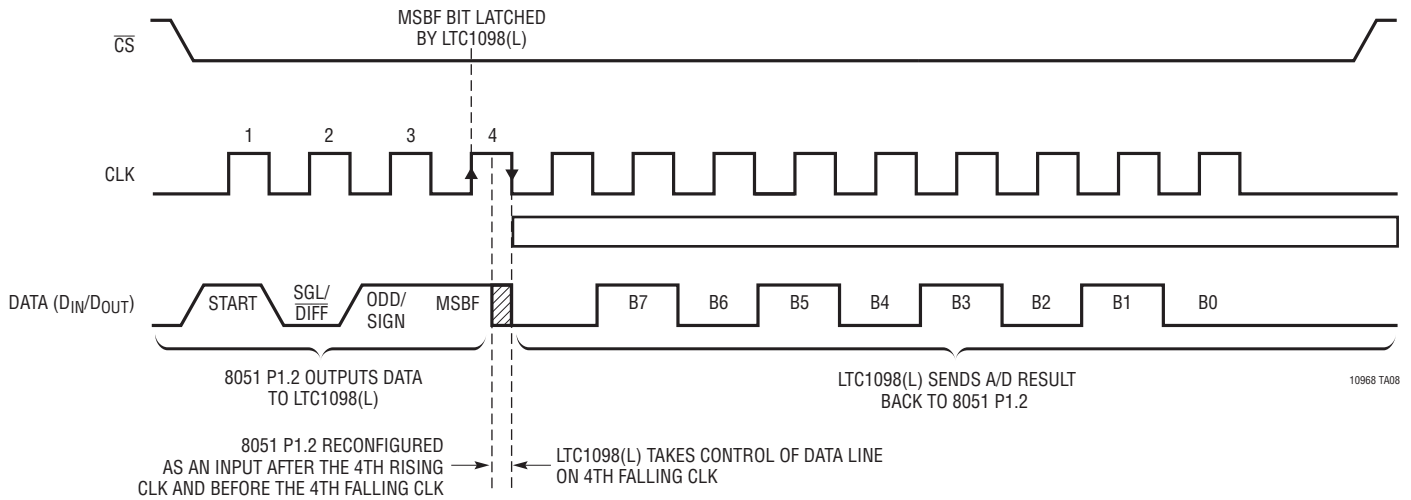 MSBF BIT LATCHED
BY LTC1098(L)
CS
1 2 3 4
CLK
DATA (DIN/DOUT)
START
SGL/
DIFF
ODD/
SIGN
MSBF
B7 B6 B5 B4 B3 B2 B1 B0
8051 P1.2 OUTPUTS DATA
TO LTC1098(L)
LTC1098(L) SENDS A/D RESULT
BACK TO 8051 P1.2
10968 TA08
8051 P1.2 RECONFIGURED
AS AN INPUT AFTER THE 4TH RISING
CLK AND BEFORE THE 4TH FALLING CLK
LTC1098(L) TAKES CONTROL OF DATA LINE
ON 4TH FALLING CLK